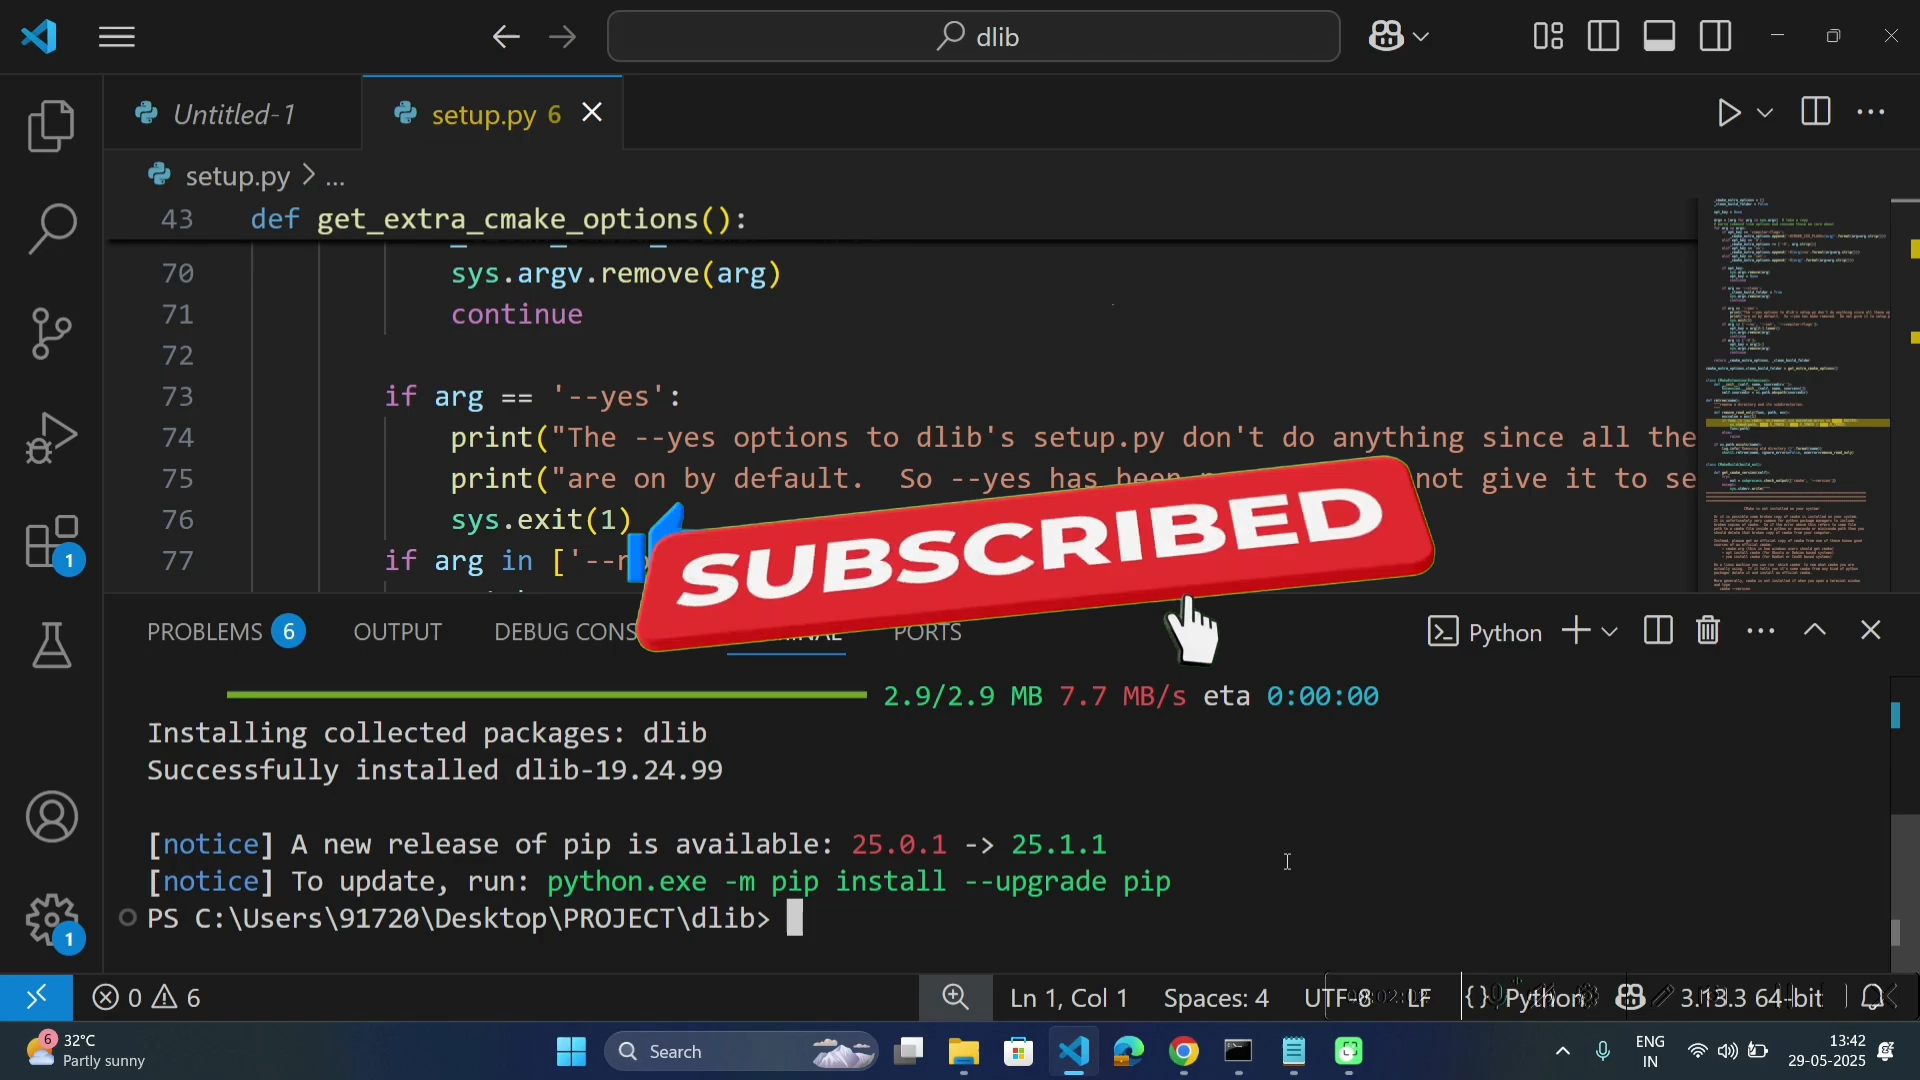 dlib
Untitled-1
setup.py 6
setup.py > ...
43 def get_extra_cmake_options():
70 sys.argv.remove(arg)
71 continue
72
73 if arg == '--yes':
74 print("The --yes options to dlib's setup.py don't do anything since all the
75 print("are on by default. So --yes has been not give it to se
76 sys.exit(1)
77 if arg in ['--n
SUBSCRIBED
1
PROBLEMS 6 OUTPUT DEBUG CONS PORTS
Python
2.9/2.9 MB 7.7 MB/s eta 0:00:00
Installing collected packages: dlib
Successfully installed dlib-19.24.99
[notice] A new release of pip is available: 25.0.1 -> 25.1.1
[notice] To update, run: python.exe -m pip install --upgrade pip
PS C:\Users\91720\Desktop\PROJECT\dlib>
1
0 6 Ln 1, Col 1 Spaces: 4 UTF-8 LF {} Python 3.13.3 64-bit
6 32°C
Partly sunny
Search
ENG
IN
13:42
29-05-2025